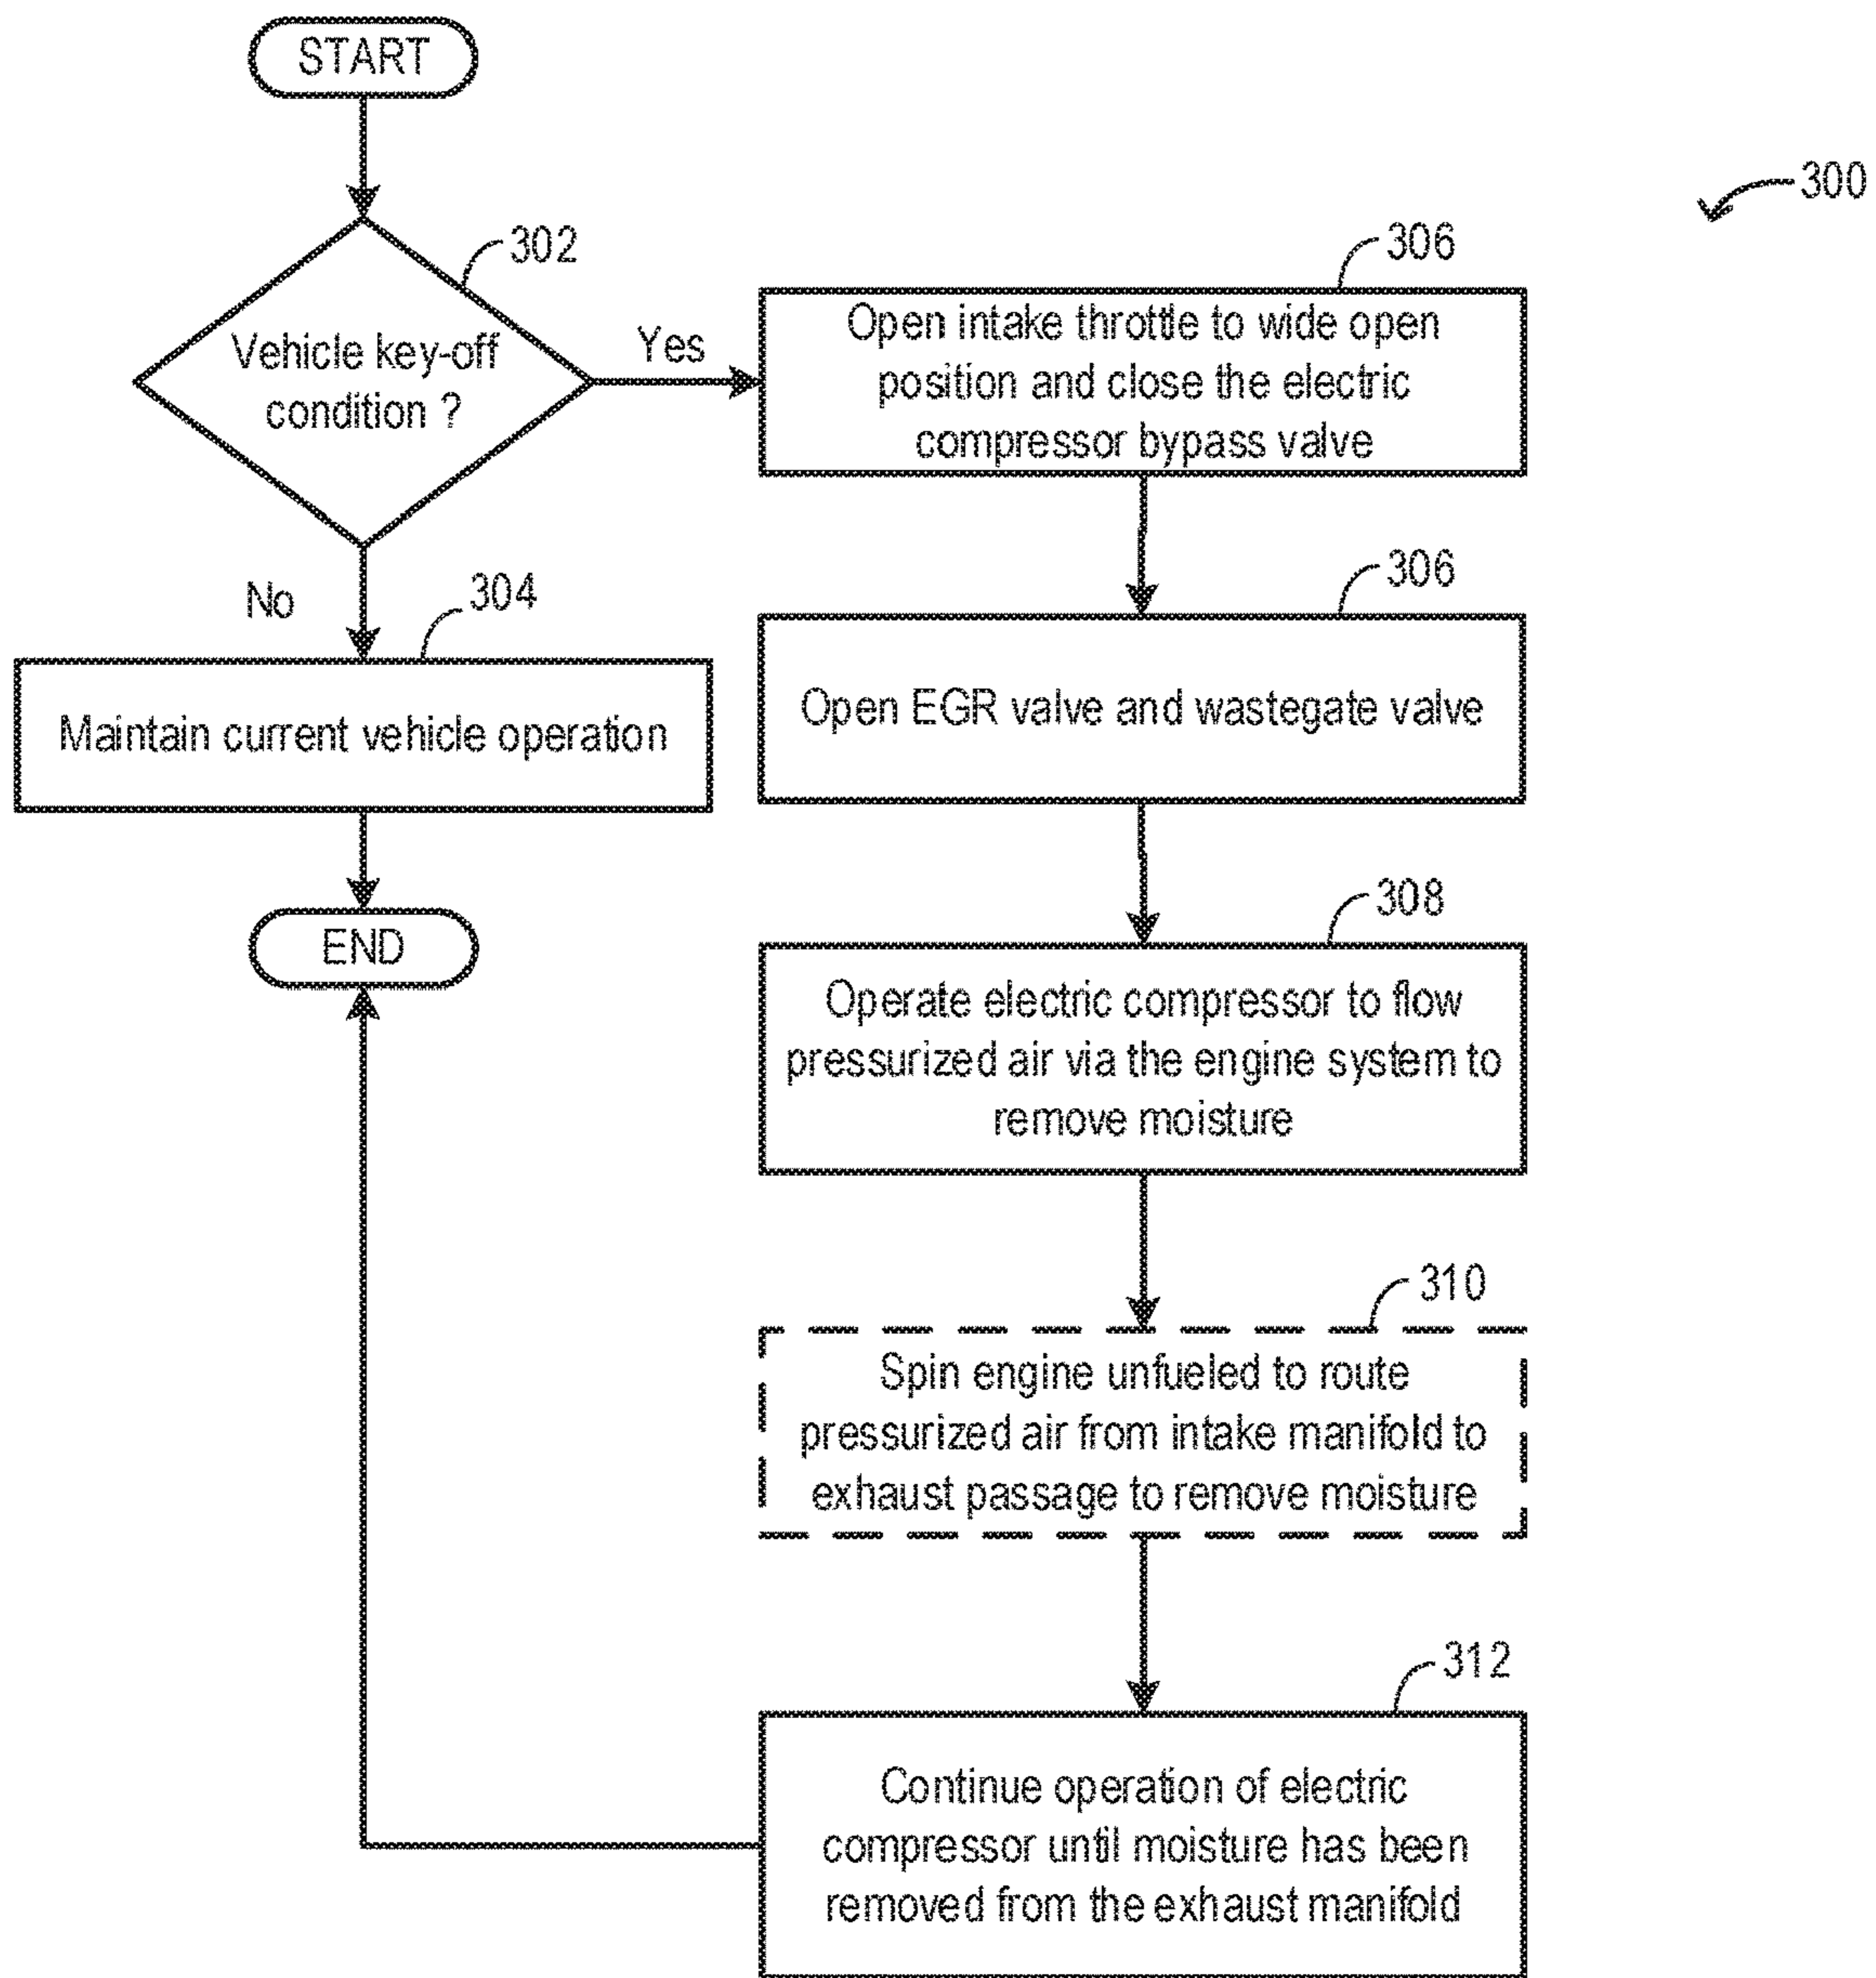 START
300
302
Vehicle key-off
condition ?
Yes
No
304
Maintain current vehicle operation
END
306
Open intake throttle to wide open
position and close the electric
compressor bypass valve
306
Open EGR valve and wastegate valve
308
Operate electric compressor to flow
pressurized air via the engine system to
remove moisture
310
Spin engine unfueled to route
pressurized air from intake manifold to
exhaust passage to remove moisture
312
Continue operation of electric
compressor until moisture has been
removed from the exhaust manifold